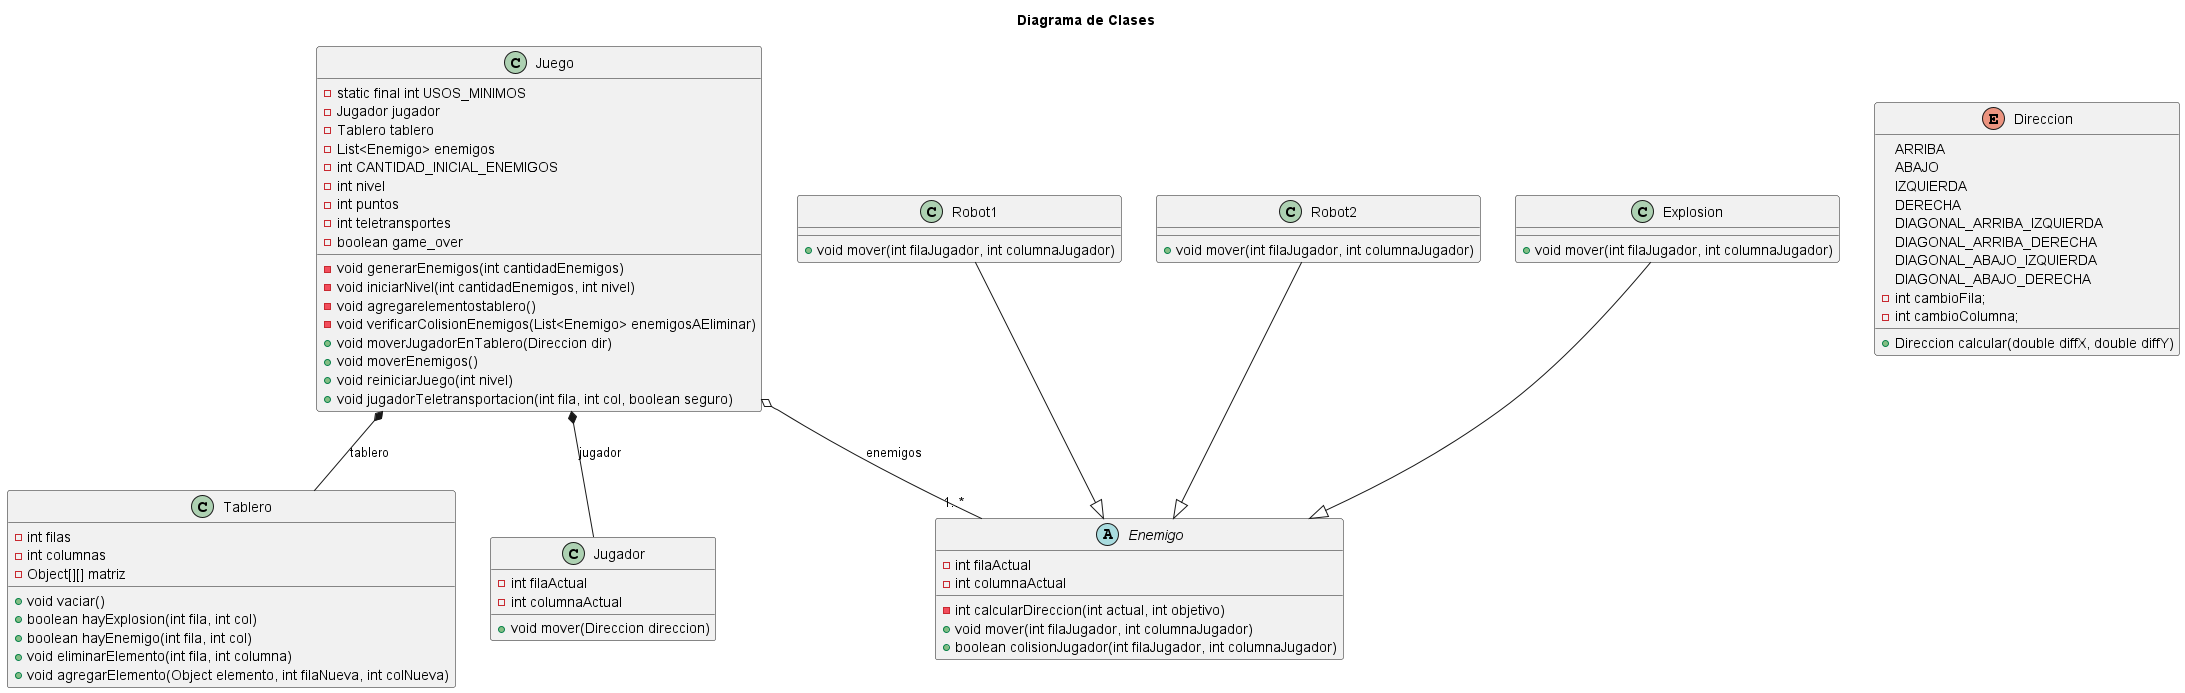 Diagrama de Clases
C Juego
static final int USOS_MINIMOS
Jugador jugador
Tablero tablero
List<Enemigo> enemigos
int CANTIDAD_INICIAL_ENEMIGOS
int nivel
int puntos
int teletransportes
boolean game_over
void generarEnemigos(int cantidadEnemigos)
void iniciarNivel(int cantidadEnemigos, int nivel)
void agregarelementostablero()
void verificarColisionEnemigos(List<Enemigo> enemigosAEliminar)
void moverJugadorEnTablero(Direccion dir)
void moverEnemigos()
void reiniciarJuego(int nivel)
void jugadorTeletransportacion(int fila, int col, boolean seguro)
C Robot1
void mover(int filaJugador, int columnaJugador)
C Robot2
void mover(int filaJugador, int columnaJugador)
C Explosion
void mover(int filaJugador, int columnaJugador)
E Direccion
ARRIBA
ABAJO
IZQUIERDA
DERECHA
DIAGONAL_ARRIBA_IZQUIERDA
DIAGONAL_ARRIBA_DERECHA
DIAGONAL_ABAJO_IZQUIERDA
DIAGONAL_ABAJO_DERECHA
int cambioFila;
int cambioColumna;
Direccion calcular(double diffX, double diffY)
tablero
jugador
enemigos
1..*
C Tablero
int filas
int columnas
Object[][] matriz
void vaciar()
boolean hayExplosion(int fila, int col)
boolean hayEnemigo(int fila, int col)
void eliminarElemento(int fila, int columna)
void agregarElemento(Object elemento, int filaNueva, int colNueva)
C Jugador
int filaActual
int columnaActual
void mover(Direccion direccion)
A Enemigo
int filaActual
int columnaActual
int calcularDireccion(int actual, int objetivo)
void mover(int filaJugador, int columnaJugador)
boolean colisionJugador(int filaJugador, int columnaJugador)